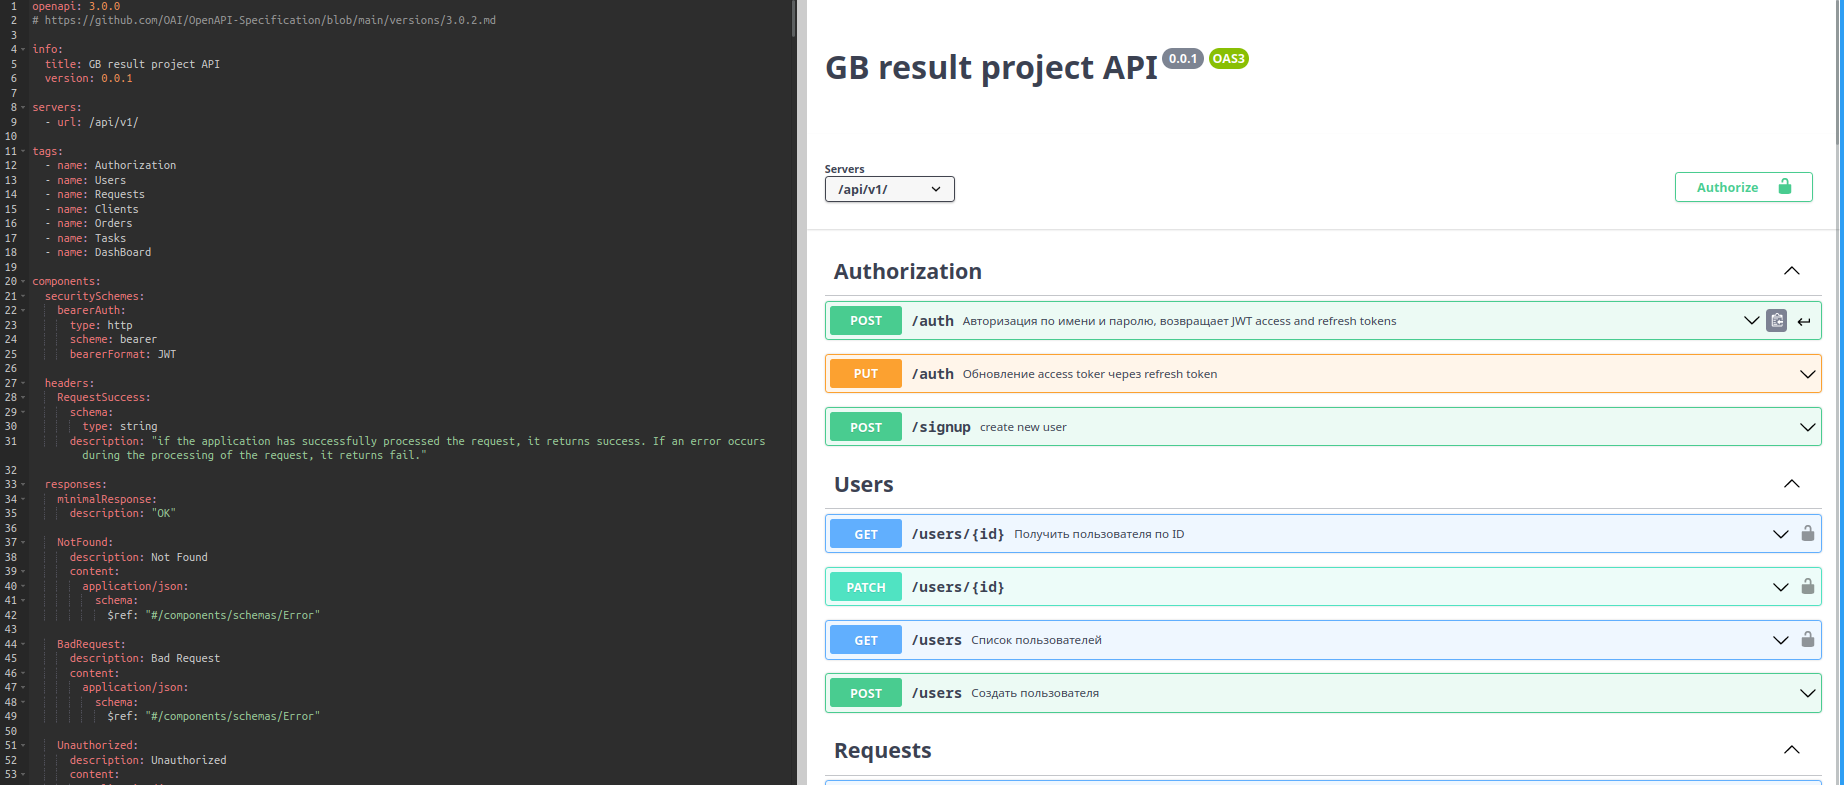 1 openapi: 3.0.0
2 # https://github.com/OAI/OpenAPI-Specification/blob/main/versions/3.0.2.md
3
4 info:
5 title: GB result project API
6 version: 0.0.1
7
8 servers:
9 - url: /api/v1/
10
11 tags:
12 - name: Authorization
13 - name: Users
14 - name: Requests
15 - name: Clients
16 - name: Orders
17 - name: Tasks
18 - name: DashBoard
19
20 components:
21 securitySchemes:
22 bearerAuth:
23 type: http
24 scheme: bearer
25 bearerFormat: JWT
26
27 headers:
28 RequestSuccess:
29 schema:
30 type: string
31 description: "if the application has successfully processed the request, it returns success. If an error occurs
during the processing of the request, it returns fail."
32
33 responses:
34 minimalResponse:
35 description: "OK"
36
37 NotFound:
38 description: Not Found
39 content:
40 application/json:
41 schema:
42 $ref: "#/components/schemas/Error"
43
44 BadRequest:
45 description: Bad Request
46 content:
47 application/json:
48 schema:
49 $ref: "#/components/schemas/Error"
50
51 Unauthorized:
52 description: Unauthorized
53 content:
GB result project API 0.0.1 OAS3
Servers
/api/v1/
Authorize
Authorization
POST /auth Авторизация по имени и паролю, возвращает JWT access and refresh tokens
PUT /auth Обновление access toker через refresh token
POST /signup create new user
Users
GET /users/{id} Получить пользователя по ID
PATCH /users/{id}
GET /users Список пользователей
POST /users Создать пользователя
Requests